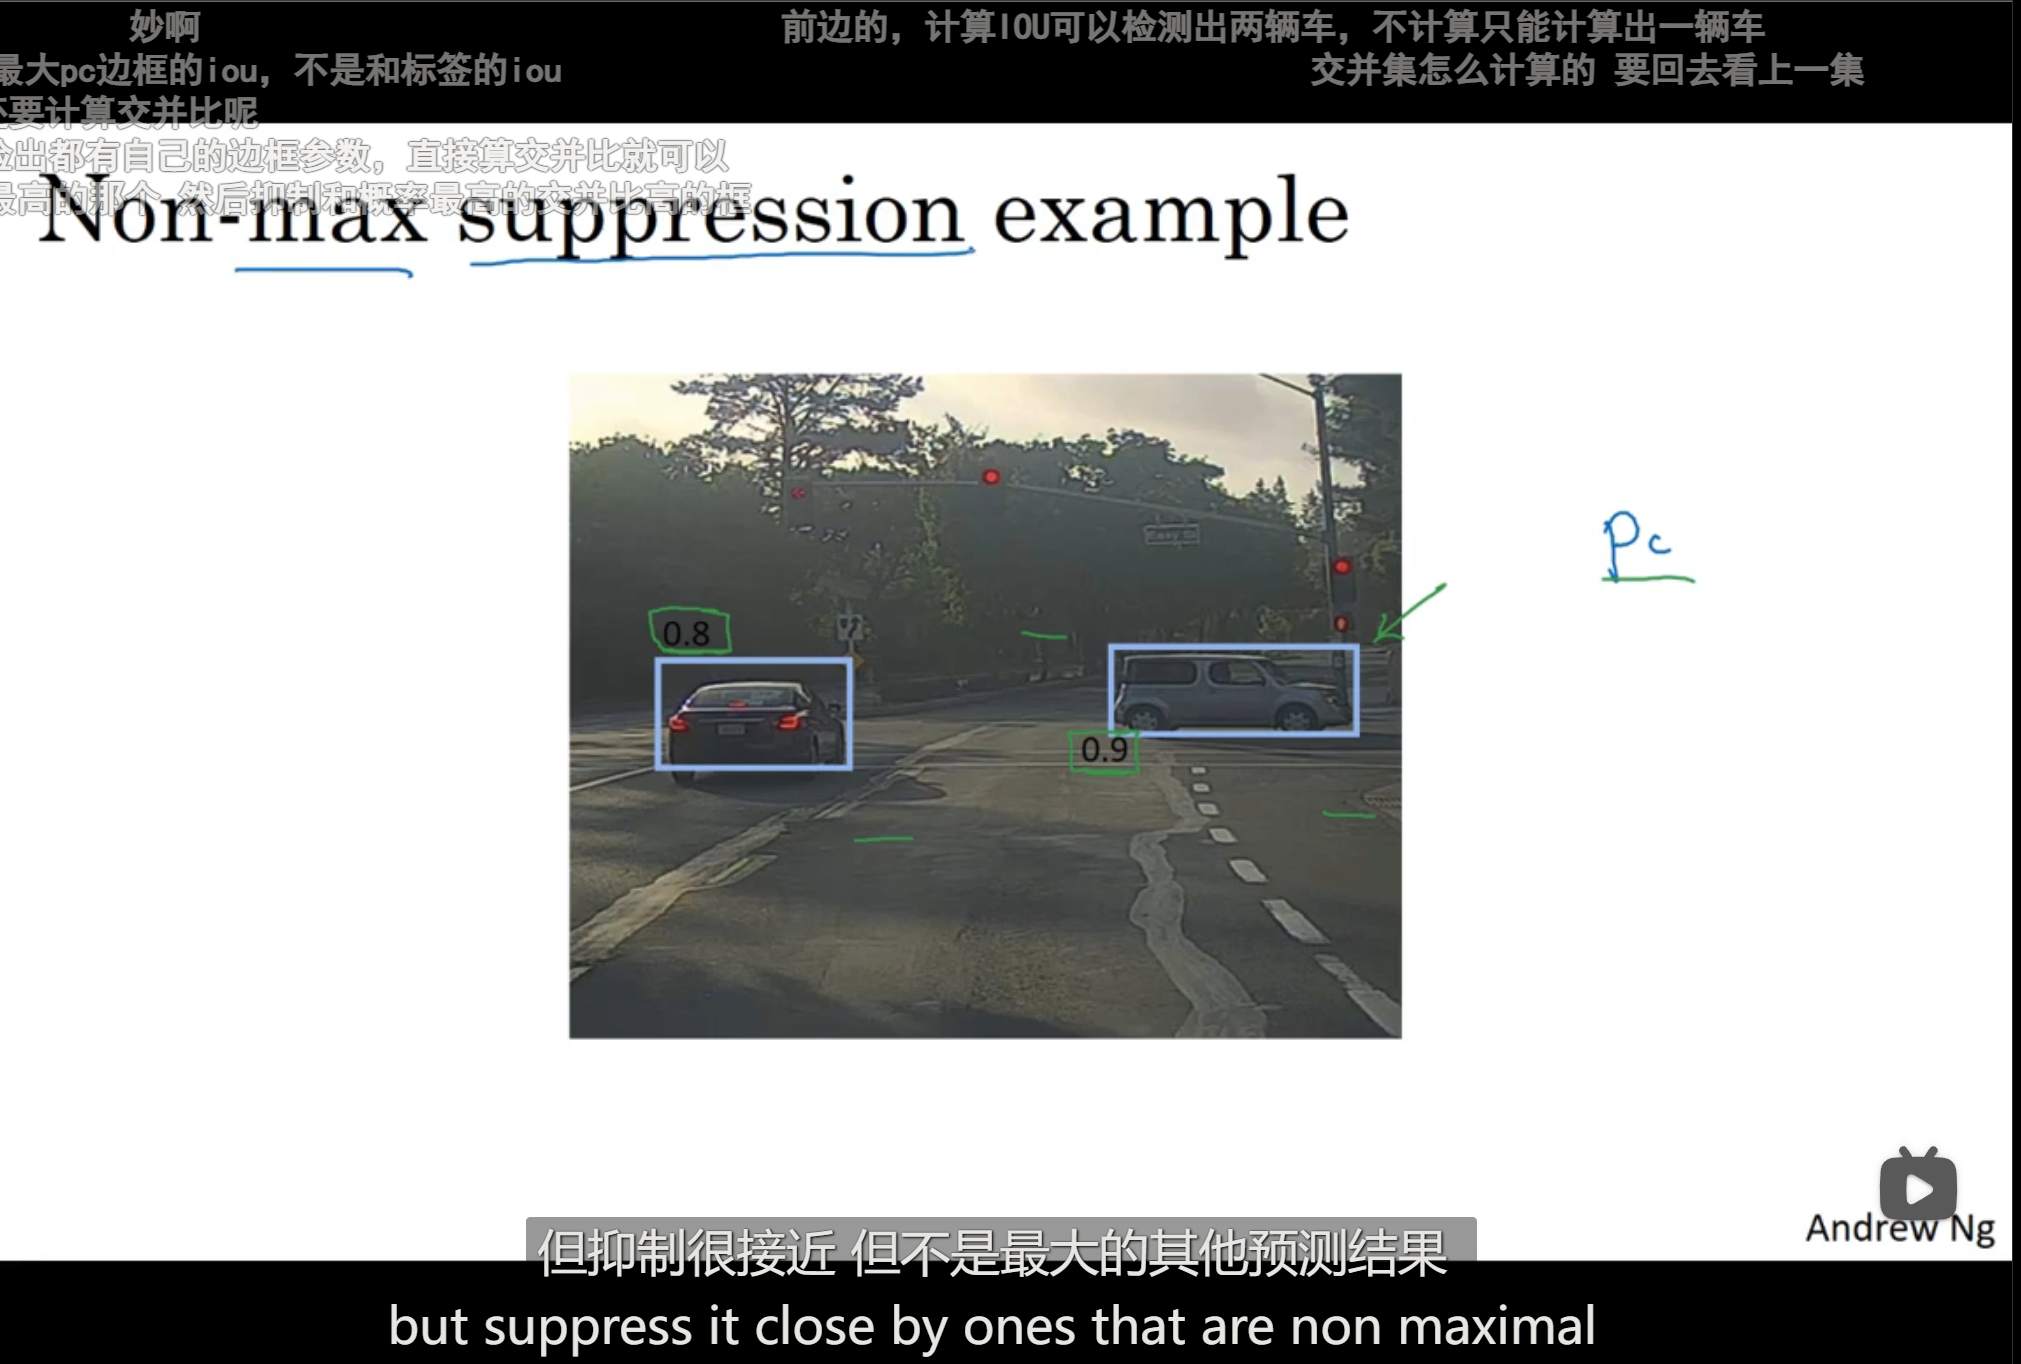 妙啊
前边的，计算IOU可以检测出两辆车，不计算只能计算出一辆车
最大pc边框的iou，不是和标签的iou
交并集怎么计算的 要回去看上一集
要计算交并比呢
出都有自己的边框参数，直接算交并比就可以
最高的那个 然后抑制和概率最高的交并比高的框
Non-max suppression example
Pc
0.8
0.9
Andrew Ng
但抑制很接近 但不是最大的其他预测结果
but suppress it close by ones that are non maximal